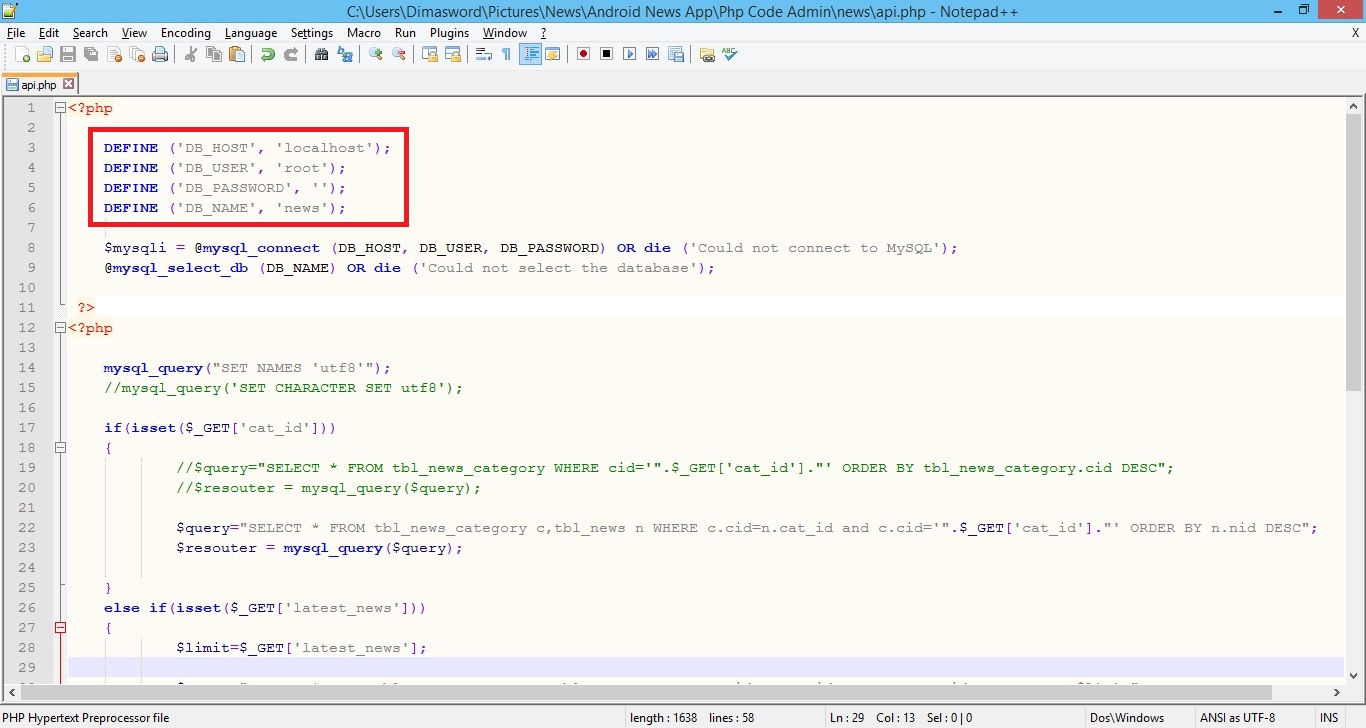 C:\Users\Dimasword\Pictures\News\Android News App\Php Code Admin\news\api.php - Notepad++
File Edit Search View Encoding Language Settings Macro Run Plugins Window ? X
api.php
1 <?php
2
3 DEFINE ('DB_HOST', 'localhost');
4 DEFINE ('DB_USER', 'root');
5 DEFINE ('DB_PASSWORD', '');
6 DEFINE ('DB_NAME', 'news');
7
8 $mysqli = @mysql_connect (DB_HOST, DB_USER, DB_PASSWORD) OR die ('Could not connect to MySQL');
9 @mysql_select_db (DB_NAME) OR die ('Could not select the database');
10
11 ?>
12 <?php
13
14 mysql_query("SET NAMES 'utf8'");
15 //mysql_query('SET CHARACTER SET utf8');
16
17 if(isset($_GET['cat_id']))
18 {
19 //$query="SELECT * FROM tbl_news_category WHERE cid='".$_GET['cat_id']."' ORDER BY tbl_news_category.cid DESC";
20 //$resouter = mysql_query($query);
21
22 $query="SELECT * FROM tbl_news_category c,tbl_news n WHERE c.cid=n.cat_id and c.cid='".$_GET['cat_id']."' ORDER BY n.nid DESC";
23 $resouter = mysql_query($query);
24
25 }
26 else if(isset($_GET['latest_news']))
27 {
28 $limit=$_GET['latest_news'];
29
PHP Hypertext Preprocessor file length : 1638 lines : 58 Ln : 29 Col : 13 Sel : 0 | 0 Dos\Windows ANSI as UTF-8 INS